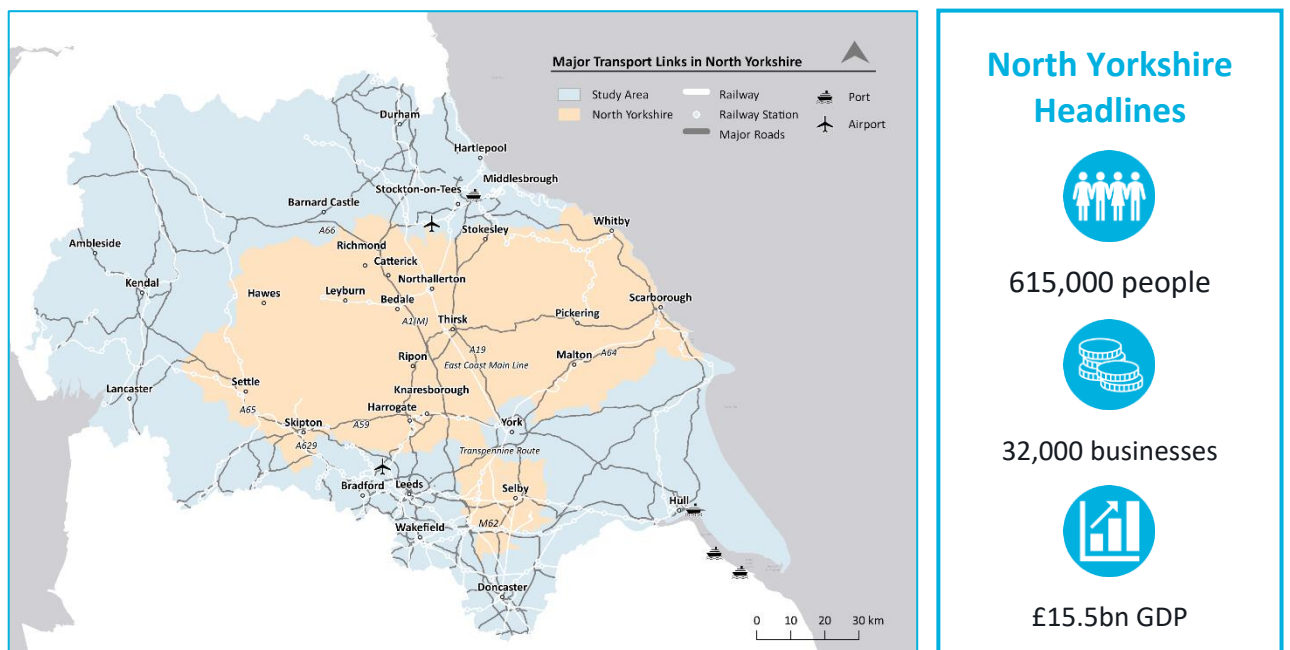 Major Transport Links in North Yorkshire
Study Area
North Yorkshire
Railway
Railway Station
Major Roads
Port
Airport
Durham
Hartlepool
Middlesbrough
Stockton-on-Tees
Barnard Castle
Whitby
A66
Stokesley
Ambleside
Richmond
Catterick
Kendal
Northallerton
Hawes
Leyburn
Bedale
Scarborough
A1(M)
Thirsk
Pickering
A19
Ripon
East Coast Main Line
Malton
A64
Lancaster
Settle
Knaresborough
A65
Harrogate
Skipton
A59
York
A629
Transpennine Route
Bradford
Leeds
Selby
Hull
Wakefield
M62
Doncaster
0 10 20 30 km
North Yorkshire
Headlines
615,000 people
32,000 businesses
£15.5bn GDP